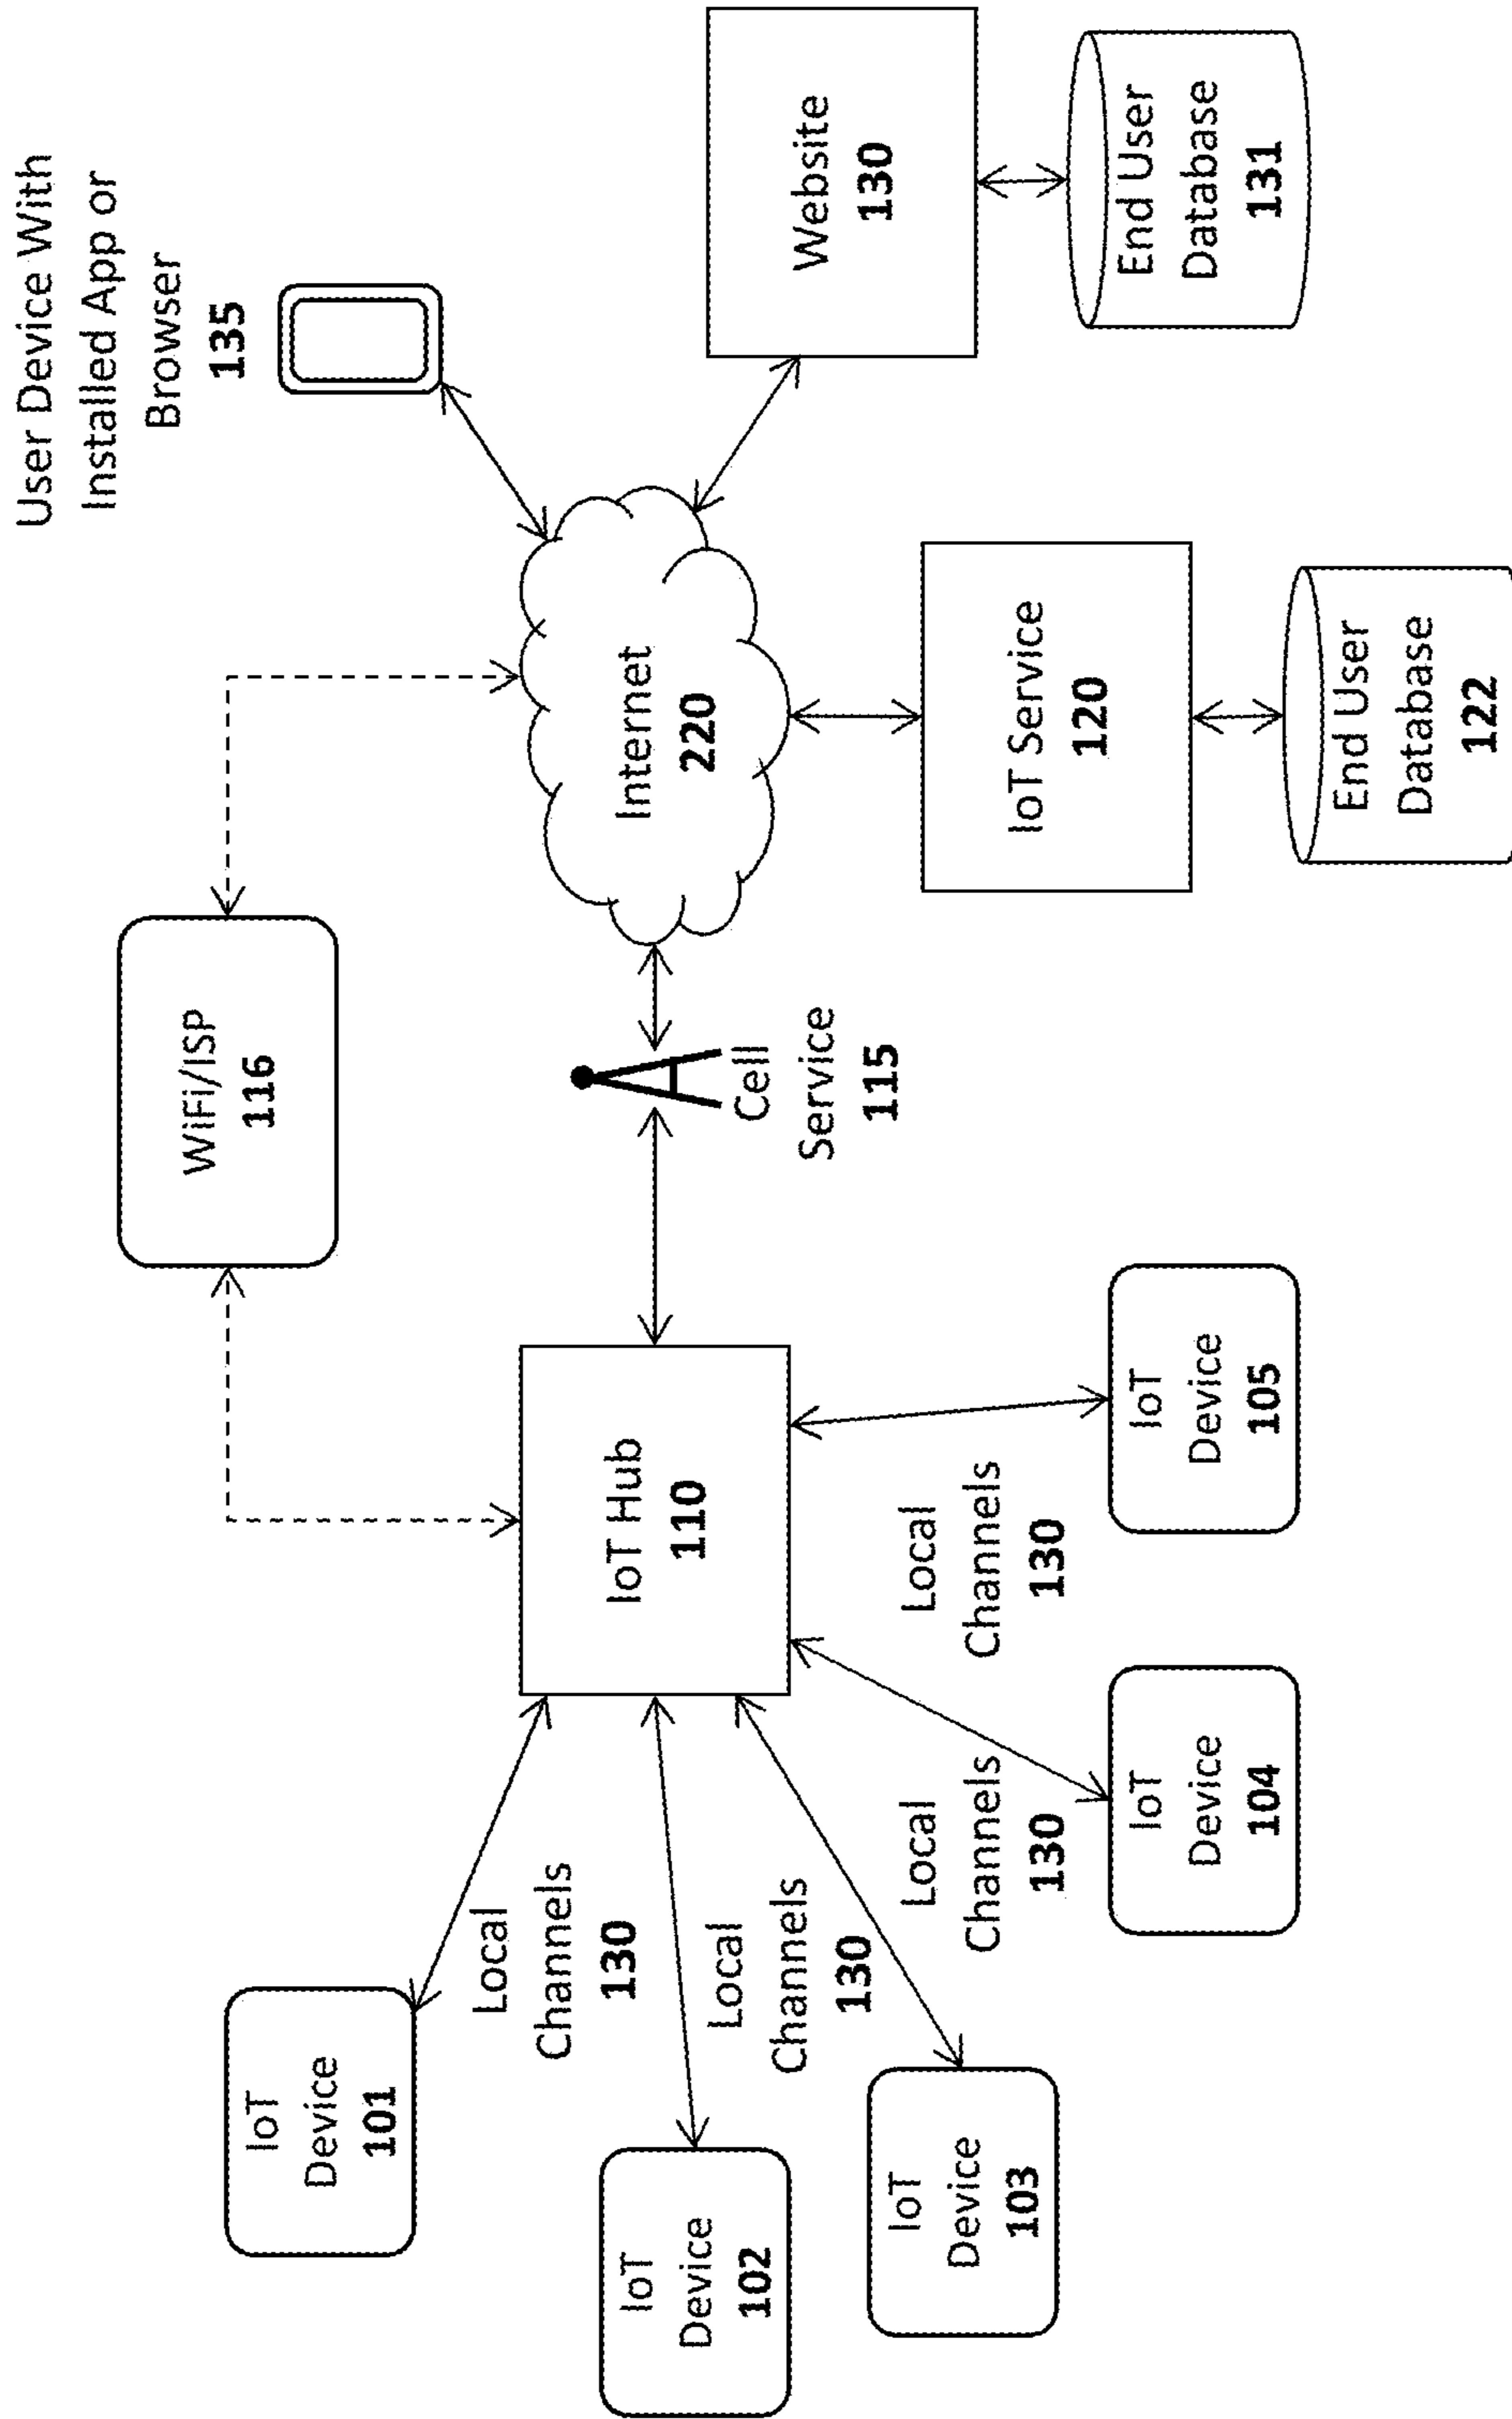 User Device With
Installed App or
Browser
135
WiFi/ISP
116
IoT
Device
101
Local
Channels
130
IoT Hub
110
Cell
Service
115
Internet
220
Website
130
End User
Database
131
IoT
Device
102
Local
Channels
130
IoT
Device
103
Local
Channels
130
IoT
Device
104
Local
Channels
130
IoT
Device
105
IoT Service
120
End User
Database
122